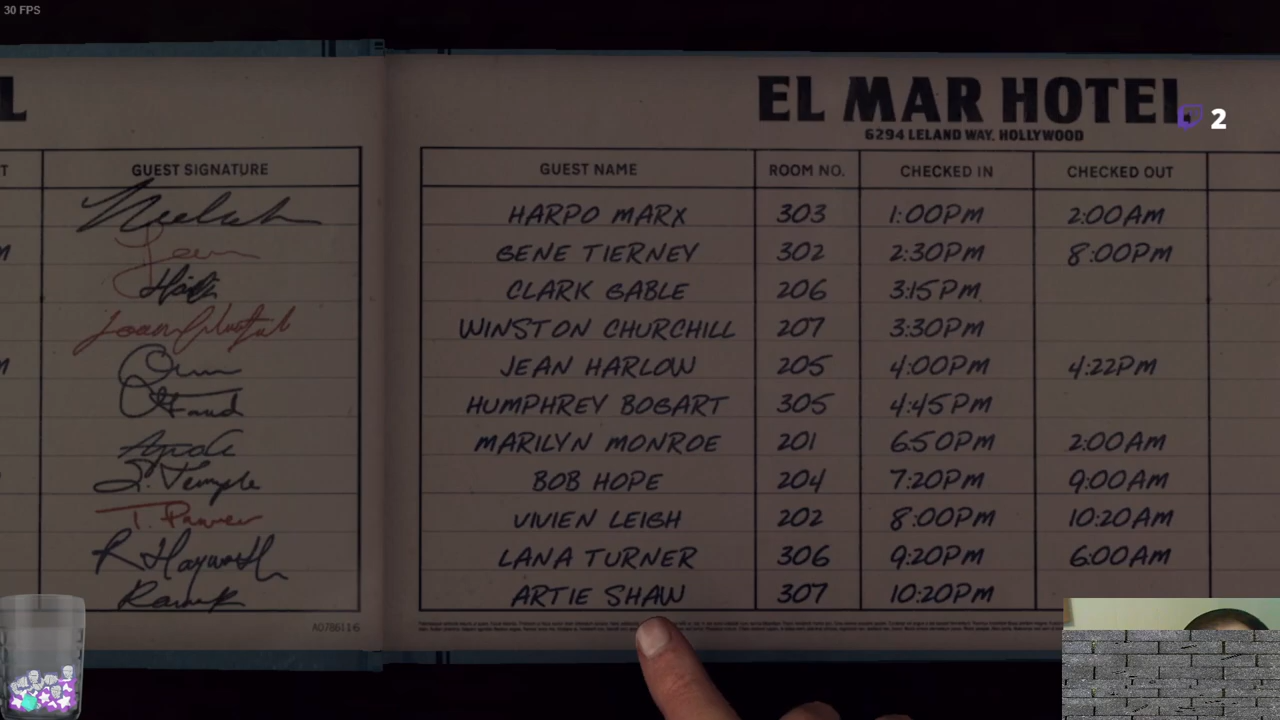 30 FPS
L
EL MAR HOTEL
2
6294 LELAND WAY, HOLLYWOOD
T GUEST SIGNATURE
GUEST NAME ROOM NO. CHECKED IN CHECKED OUT
HARPO MARX 303 1:00PM 2:00AM
GENE TIERNEY 302 2:30PM 8:00PM
CLARK GABLE 206 3:15PM
WINSTON CHURCHILL 207 3:30PM
JEAN HARLOW 205 4:00PM 4:22PM
HUMPHREY BOGART 305 4:45PM
MARILYN MONROE 201 6:50PM 2:00AM
S. Temple BOB HOPE 204 7:20PM 9:00AM
VIVIEN LEIGH 202 8:00PM 10:20AM
R Hayworth LANA TURNER 306 9:20PM 6:00AM
ARTIE SHAW 307 10:20PM
A078611-6